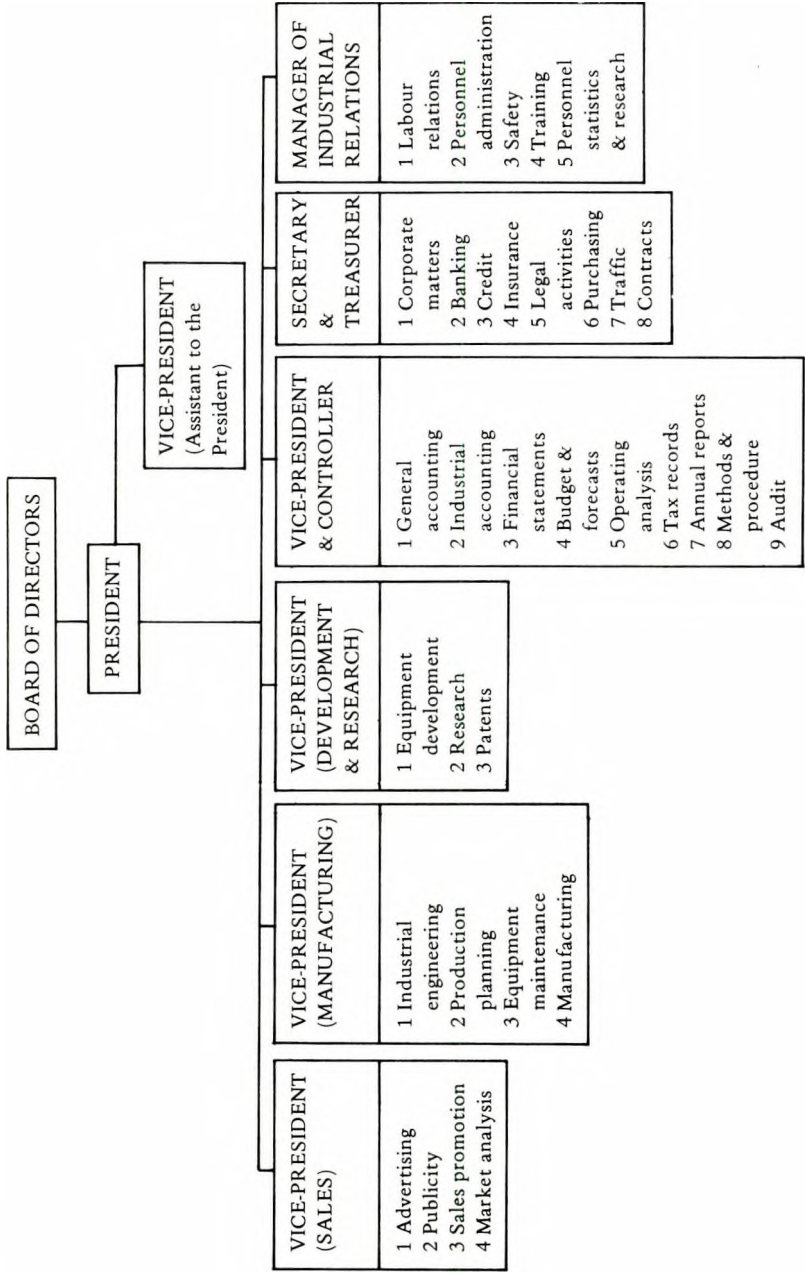 BOARD OF DIRECTORS
PRESIDENT
VICE-PRESIDENT
(Assistant to the
President)
VICE-PRESIDENT
(SALES)
1 Advertising
2 Publicity
3 Sales promotion
4 Market analysis
VICE-PRESIDENT
(MANUFACTURING)
1 Industrial
engineering
2 Production
planning
3 Equipment
maintenance
4 Manufacturing
VICE-PRESIDENT
(DEVELOPMENT
& RESEARCH)
1 Equipment
development
2 Research
3 Patents
VICE-PRESIDENT
& CONTROLLER
1 General
accounting
2 Industrial
accounting
3 Financial
statements
4 Budget &
forecasts
5 Operating
analysis
6 Tax records
7 Annual reports
8 Methods &
procedure
9 Audit
SECRETARY
&
TREASURER
1 Corporate
matters
2 Banking
3 Credit
4 Insurance
5 Legal
activities
6 Purchasing
7 Traffic
8 Contracts
MANAGER OF
INDUSTRIAL
RELATIONS
1 Labour
relations
2 Personnel
administration
3 Safety
4 Training
5 Personnel
statistics
& research